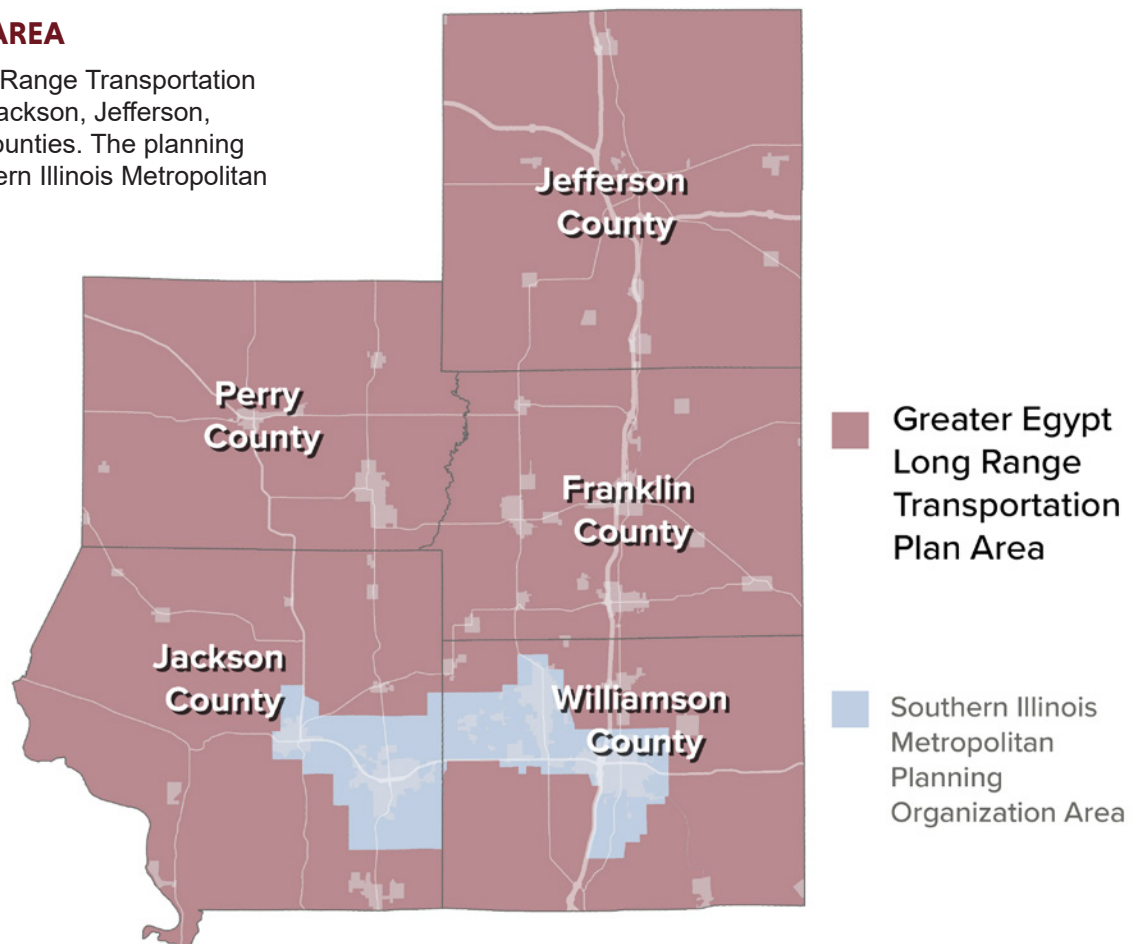 AREA
Range Transportation
ackson, Jefferson,
ounties. The planning
ern Illinois Metropolitan
Jefferson
County
Perry
County
Franklin
County
Jackson
County
Williamson
County
Greater Egypt
Long Range
Transportation
Plan Area
Southern Illinois
Metropolitan
Planning
Organization Area